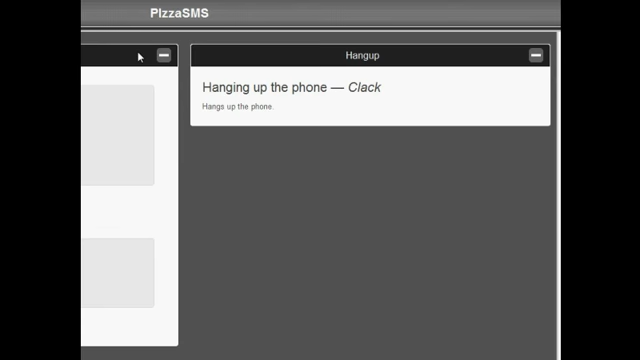 PIzzaSMS
Hangup
Hanging up the phone — Clack
Hangs up the phone.